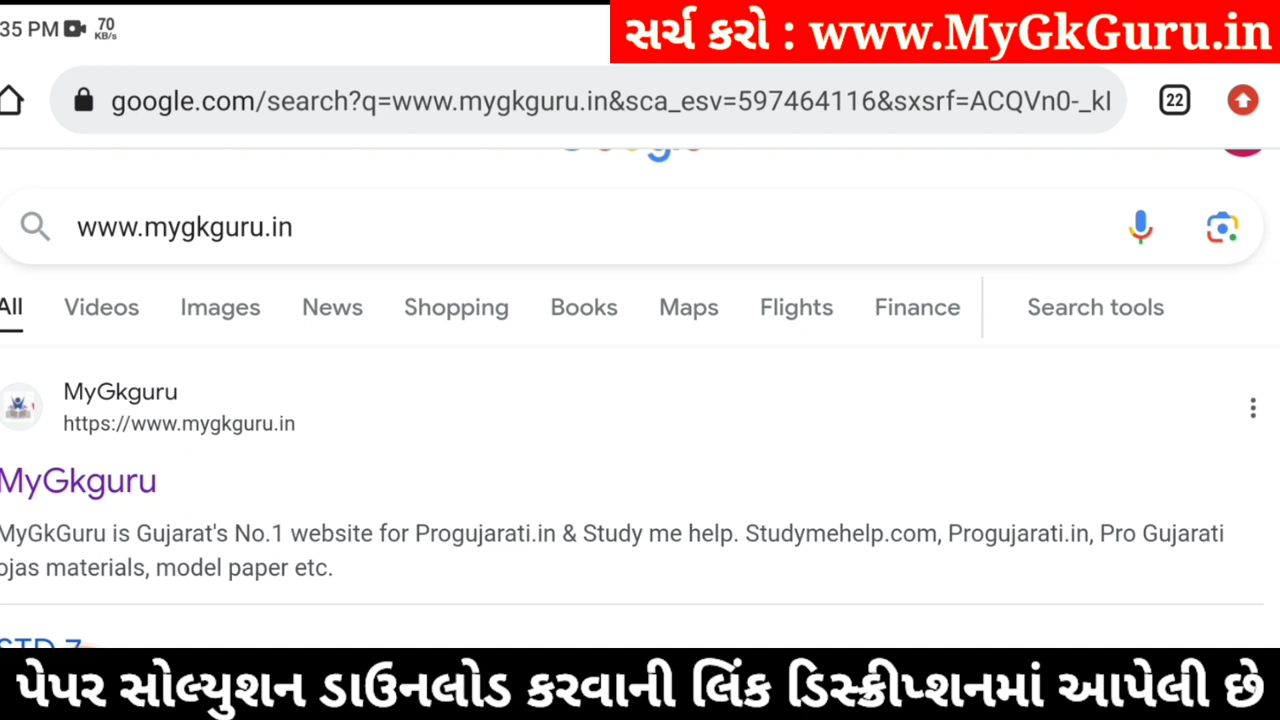 35 PM 70 KB/s
સર્ચ કરો : www.MyGkGuru.in
google.com/search?q=www.mygkguru.in&sca_esv=597464116&sxsrf=ACQVn0-_kI
22
www.mygkguru.in
All Videos Images News Shopping Books Maps Flights Finance Search tools
MyGkguru
https://www.mygkguru.in
MyGkguru
MyGkGuru is Gujarat's No.1 website for Progujarati.in & Study me help. Studymehelp.com, Progujarati.in, Pro Gujarati
ojas materials, model paper etc.
STD 7
પેપર સોલ્યુશન ડાઉનલોડ કરવાની લિંક ડિસ્ક્રીપ્શનમાં આપેલી છે